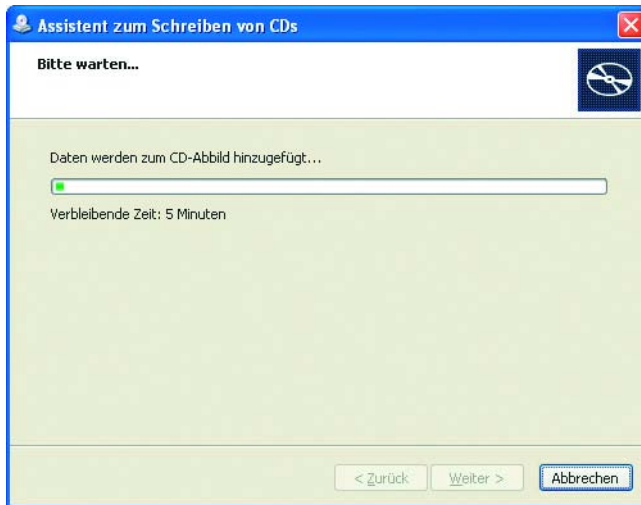 Assistent zum Schreiben von CDs
Bitte warten...
Daten werden zum CD-Abbild hinzugefügt...
Verbleibende Zeit: 5 Minuten
< Zurück Weiter > Abbrechen